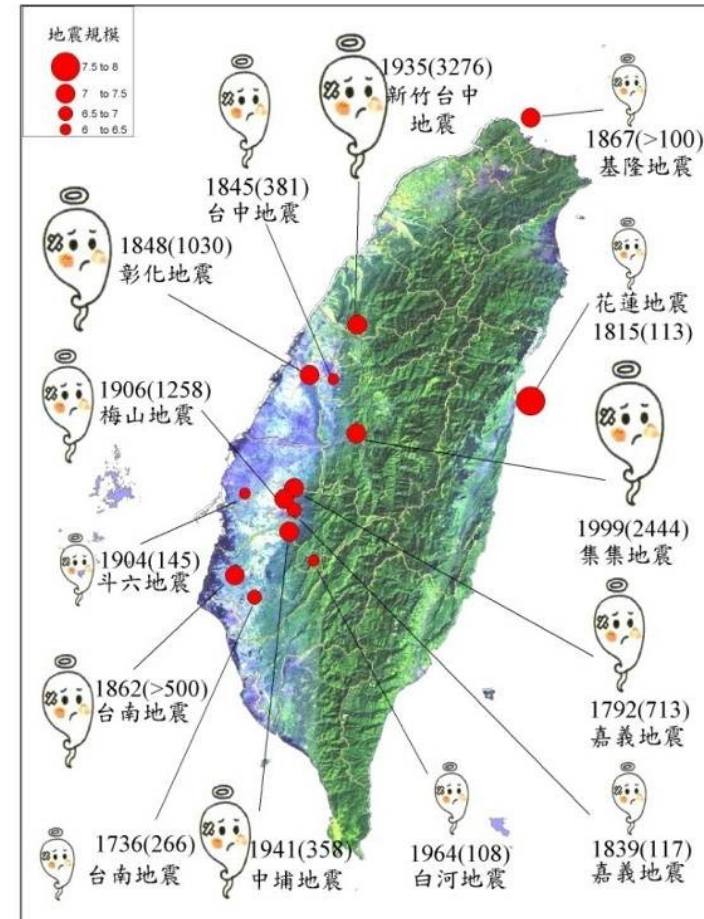 地震規模
7.5 to 8
7 to 7.5
6.5 to 7
6 to 6.5
1935(3276)
新竹台中
地震
1867(>100)
基隆地震
1845(381)
台中地震
1848(1030)
彰化地震
花蓮地震
1815(113)
1906(1258)
梅山地震
1999(2444)
集集地震
1904(145)
斗六地震
1862(>500)
台南地震
1792(713)
嘉義地震
1736(266)
台南地震
1941(358)
中埔地震
1964(108)
白河地震
1839(117)
嘉義地震